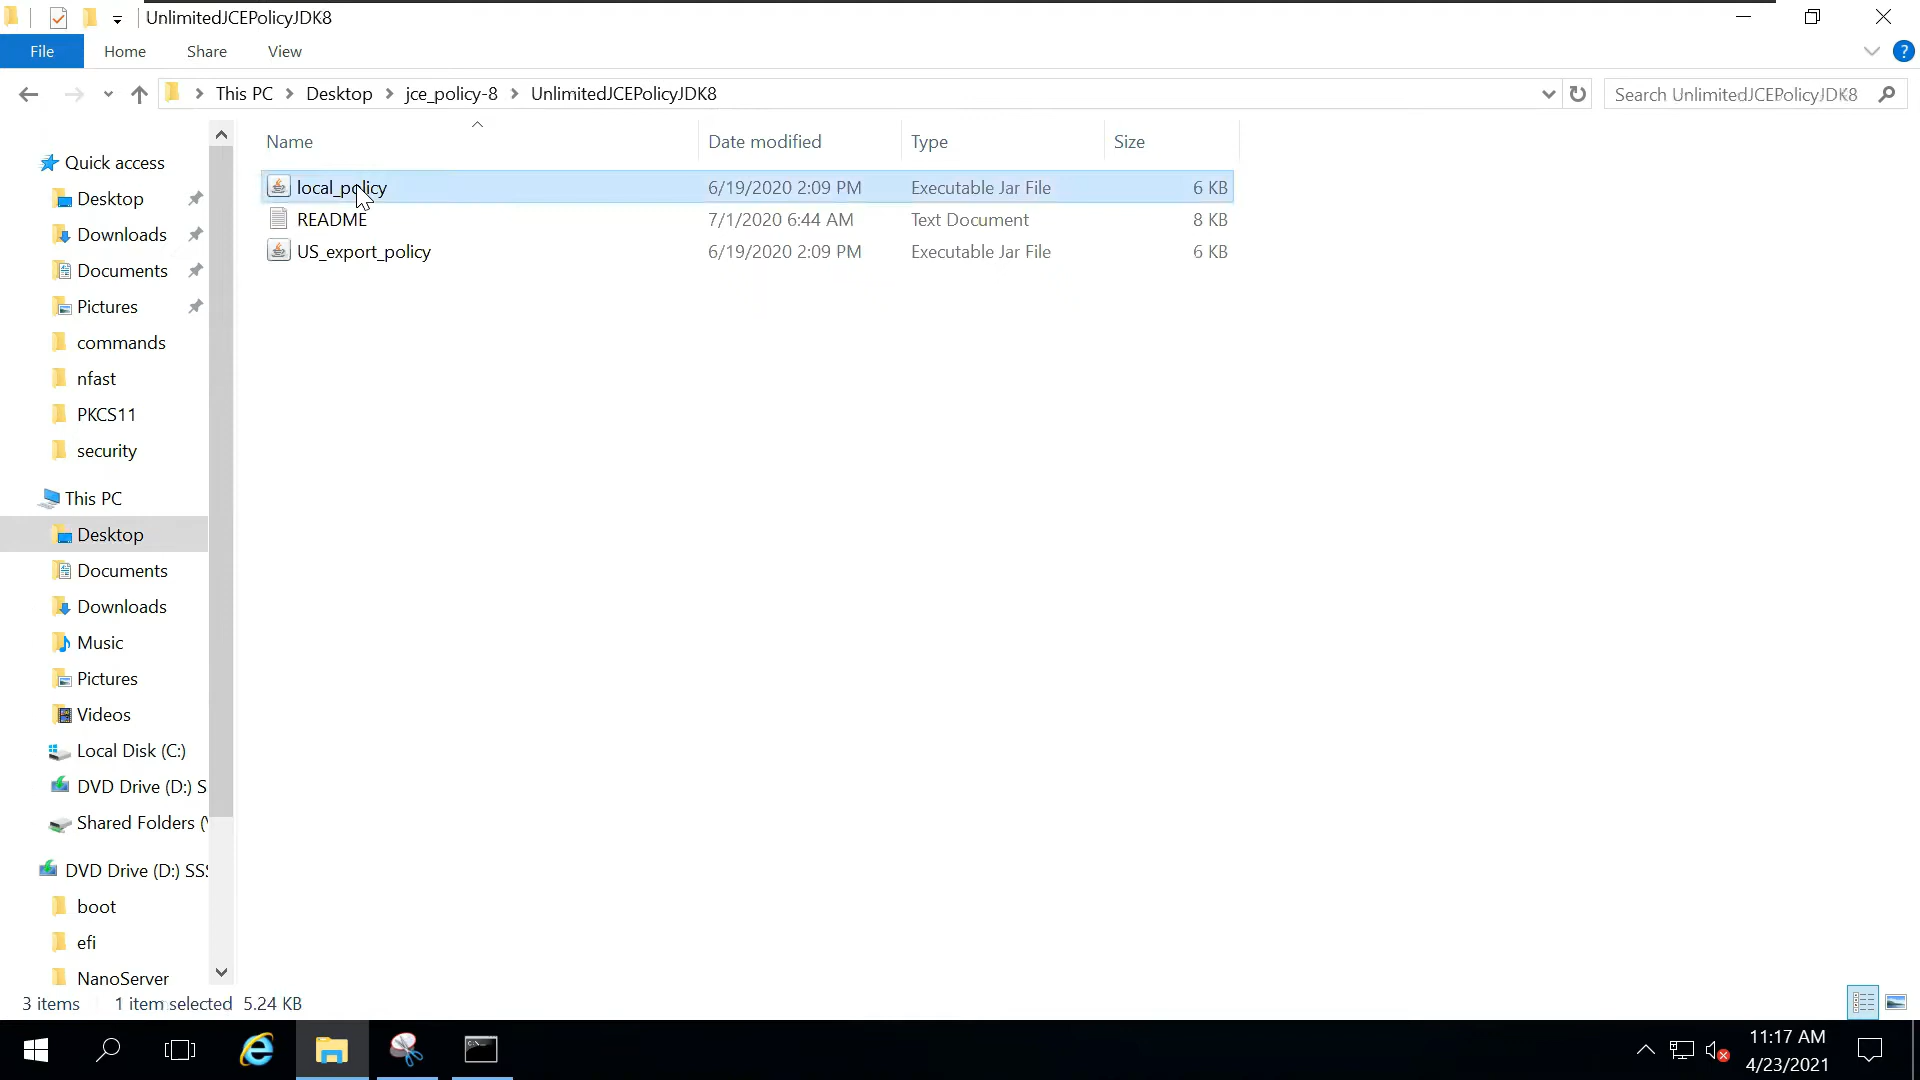 UnlimitedJCEPolicyJDK8
File Home Share View
This PC Desktop jce_policy-8 UnlimitedJCEPolicyJDK8
Search UnlimitedJCEPolicyJDK8
Name Date modified Type Size
local_policy 6/19/2020 2:09 PM Executable Jar File 6 KB
README 7/1/2020 6:44 AM Text Document 8 KB
US_export_policy 6/19/2020 2:09 PM Executable Jar File 6 KB
Quick access
Desktop
Downloads
Documents
Pictures
commands
nfast
PKCS11
security
This PC
Desktop
Documents
Downloads
Music
Pictures
Videos
Local Disk (C:)
DVD Drive (D:) S
Shared Folders (
DVD Drive (D:) SS
boot
efi
NanoServer
3 items 1 item selected 5.24 KB
11:17 AM
4/23/2021